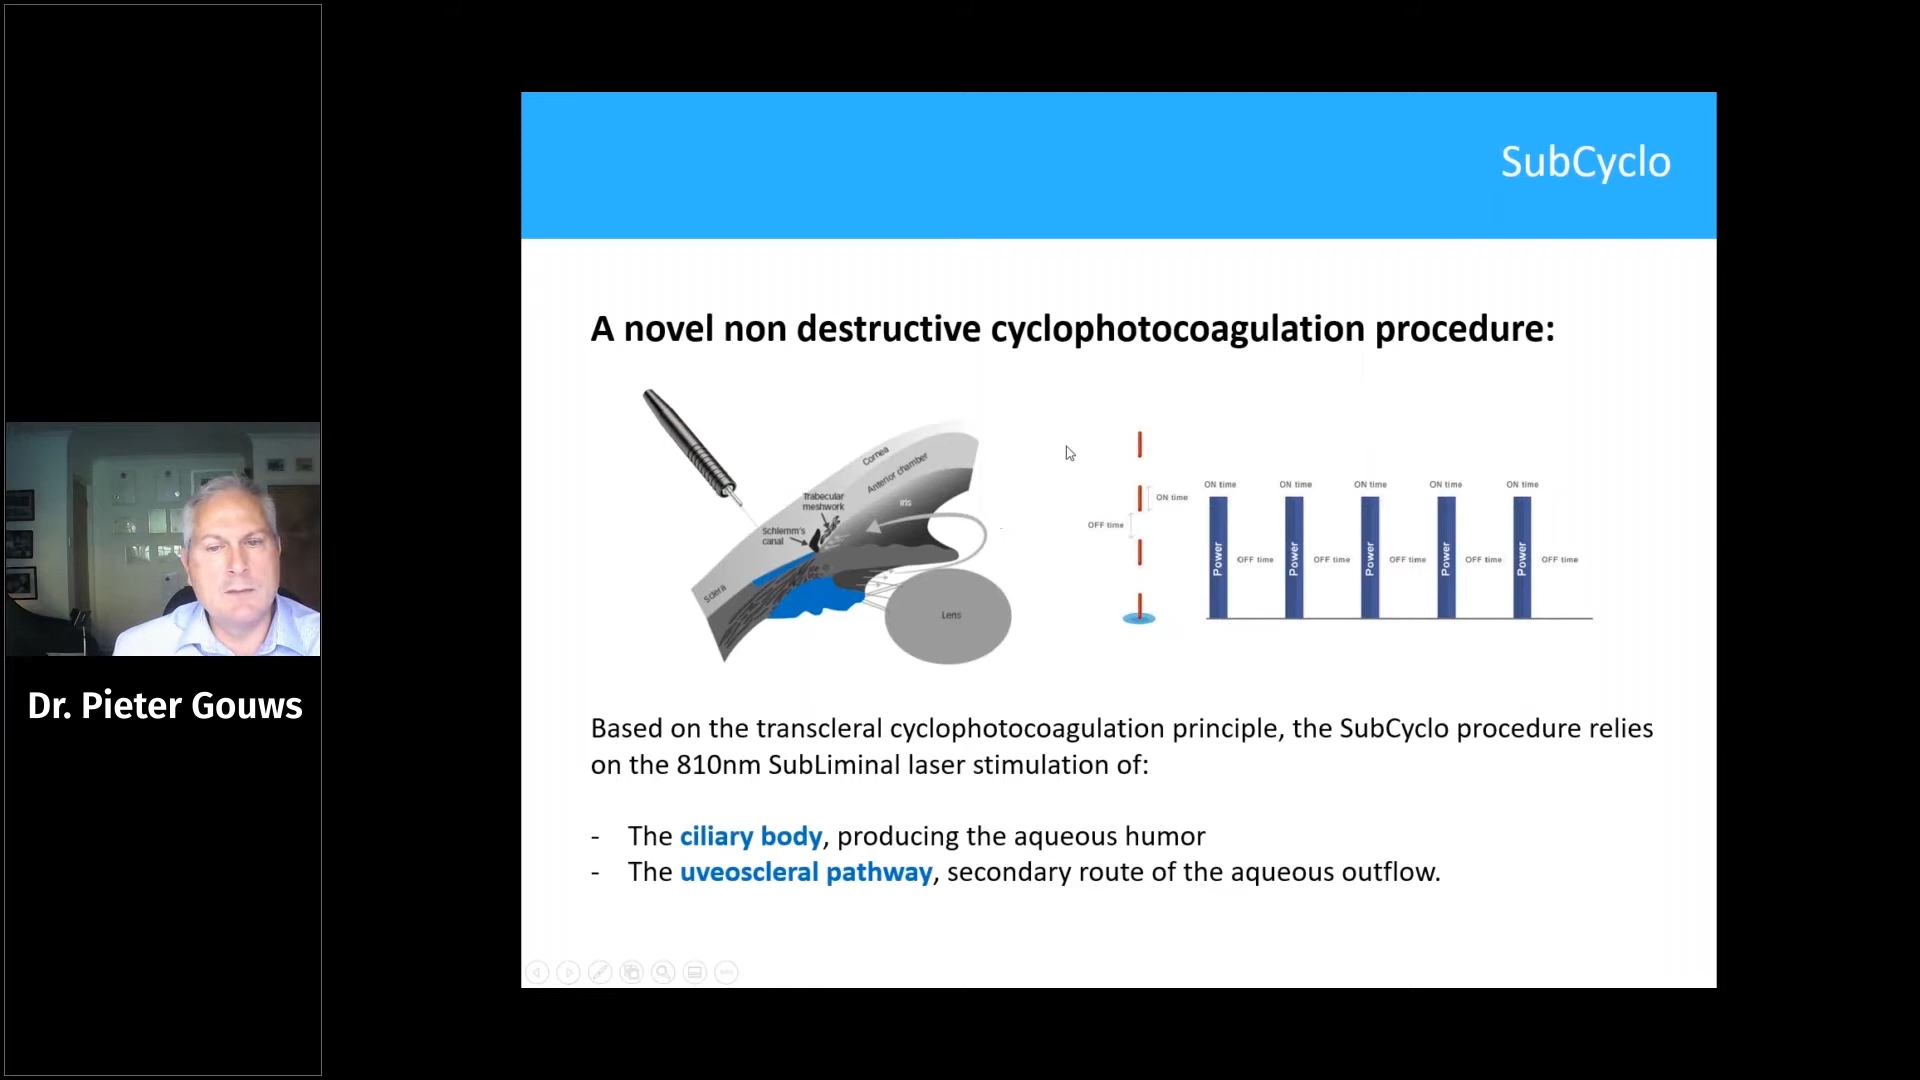 SubCyclo
A novel non destructive cyclophotocoagulation procedure:
Cornea
Anterior chamber
Trabecular
meshwork
Iris
Schlemm's
canal
Sclera
Lens
ON time
OFF time
ON time ON time ON time ON time ON time
Power OFF time Power OFF time Power OFF time Power OFF time Power OFF time
Based on the transcleral cyclophotocoagulation principle, the SubCyclo procedure relies
on the 810nm SubLiminal laser stimulation of:
- The ciliary body, producing the aqueous humor
- The uveoscleral pathway, secondary route of the aqueous outflow.
Dr. Pieter Gouws